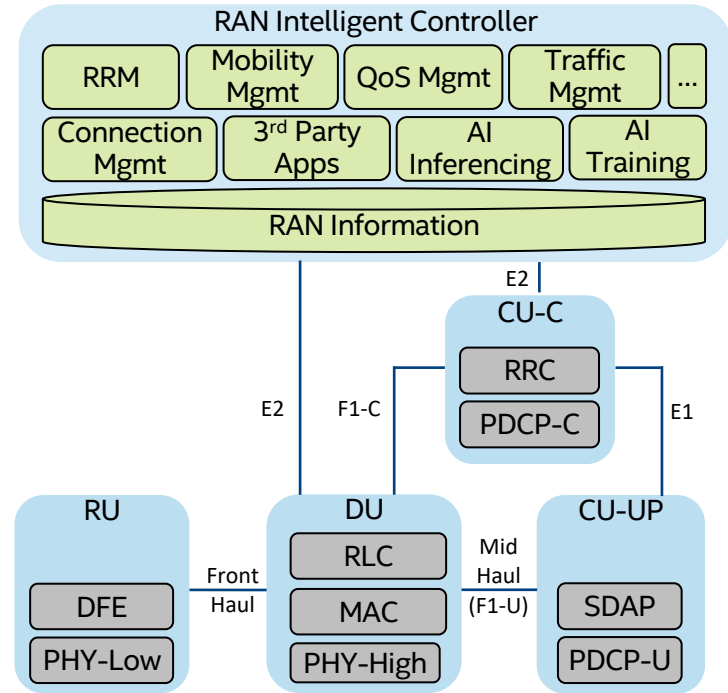 RAN Intelligent Controller
RRM
Mobility
Mgmt
QoS Mgmt
Traffic
Mgmt
...
Connection
Mgmt
3rd Party
Apps
AI
Inferencing
AI
Training
RAN Information
E2
CU-C
RRC
PDCP-C
E2
F1-C
E1
RU
DFE
PHY-Low
Front
Haul
DU
RLC
MAC
PHY-High
Mid
Haul
(F1-U)
CU-UP
SDAP
PDCP-U